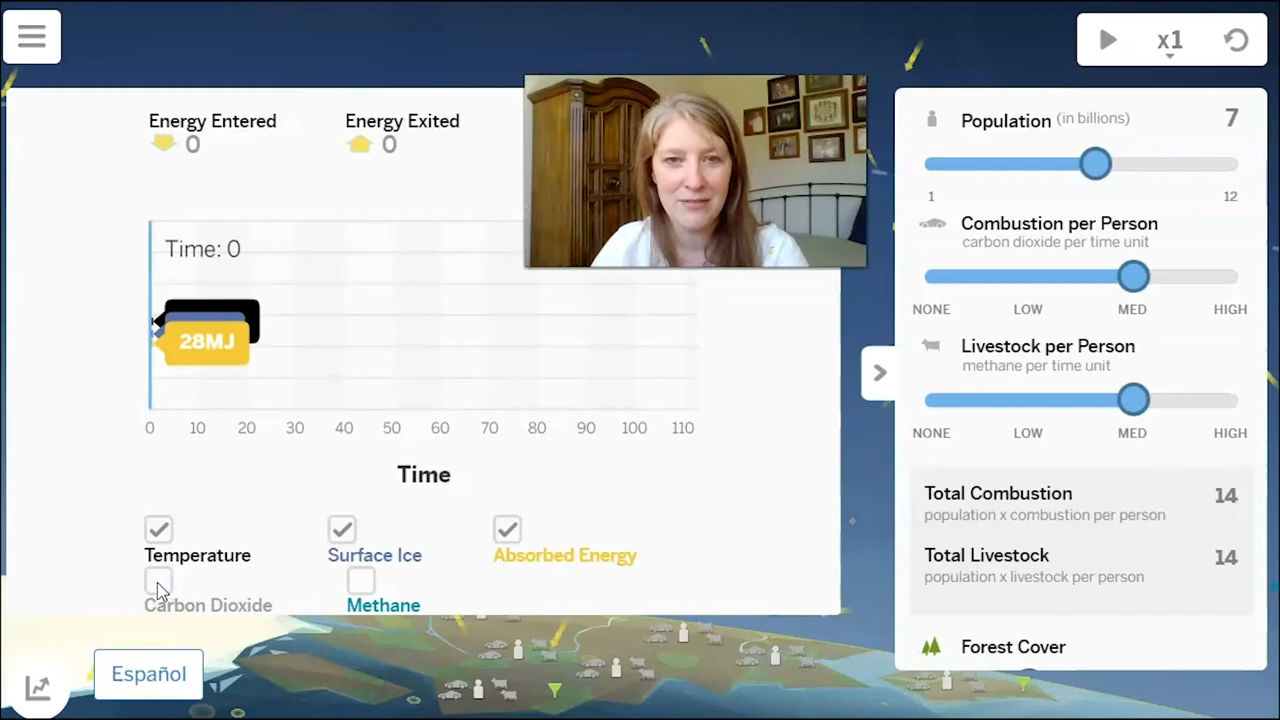 x1
Energy Entered
0
Energy Exited
0
Time: 0
28MJ
0 10 20 30 40 50 60 70 80 90 100 110
Time
Temperature
Surface Ice
Absorbed Energy
Carbon Dioxide
Methane
Español
Population (in billions) 7
1 12
Combustion per Person
carbon dioxide per time unit
NONE LOW MED HIGH
Livestock per Person
methane per time unit
NONE LOW MED HIGH
Total Combustion 14
population x combustion per person
Total Livestock 14
population x livestock per person
Forest Cover